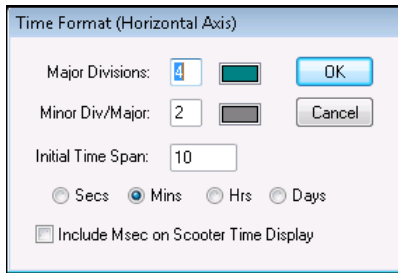 Time Format (Horizontal Axis)
Major Divisions: 4 OK
Minor Div/Major: 2 Cancel
Initial Time Span: 10
Secs Mins Hrs Days
Include Msec on Scooter Time Display